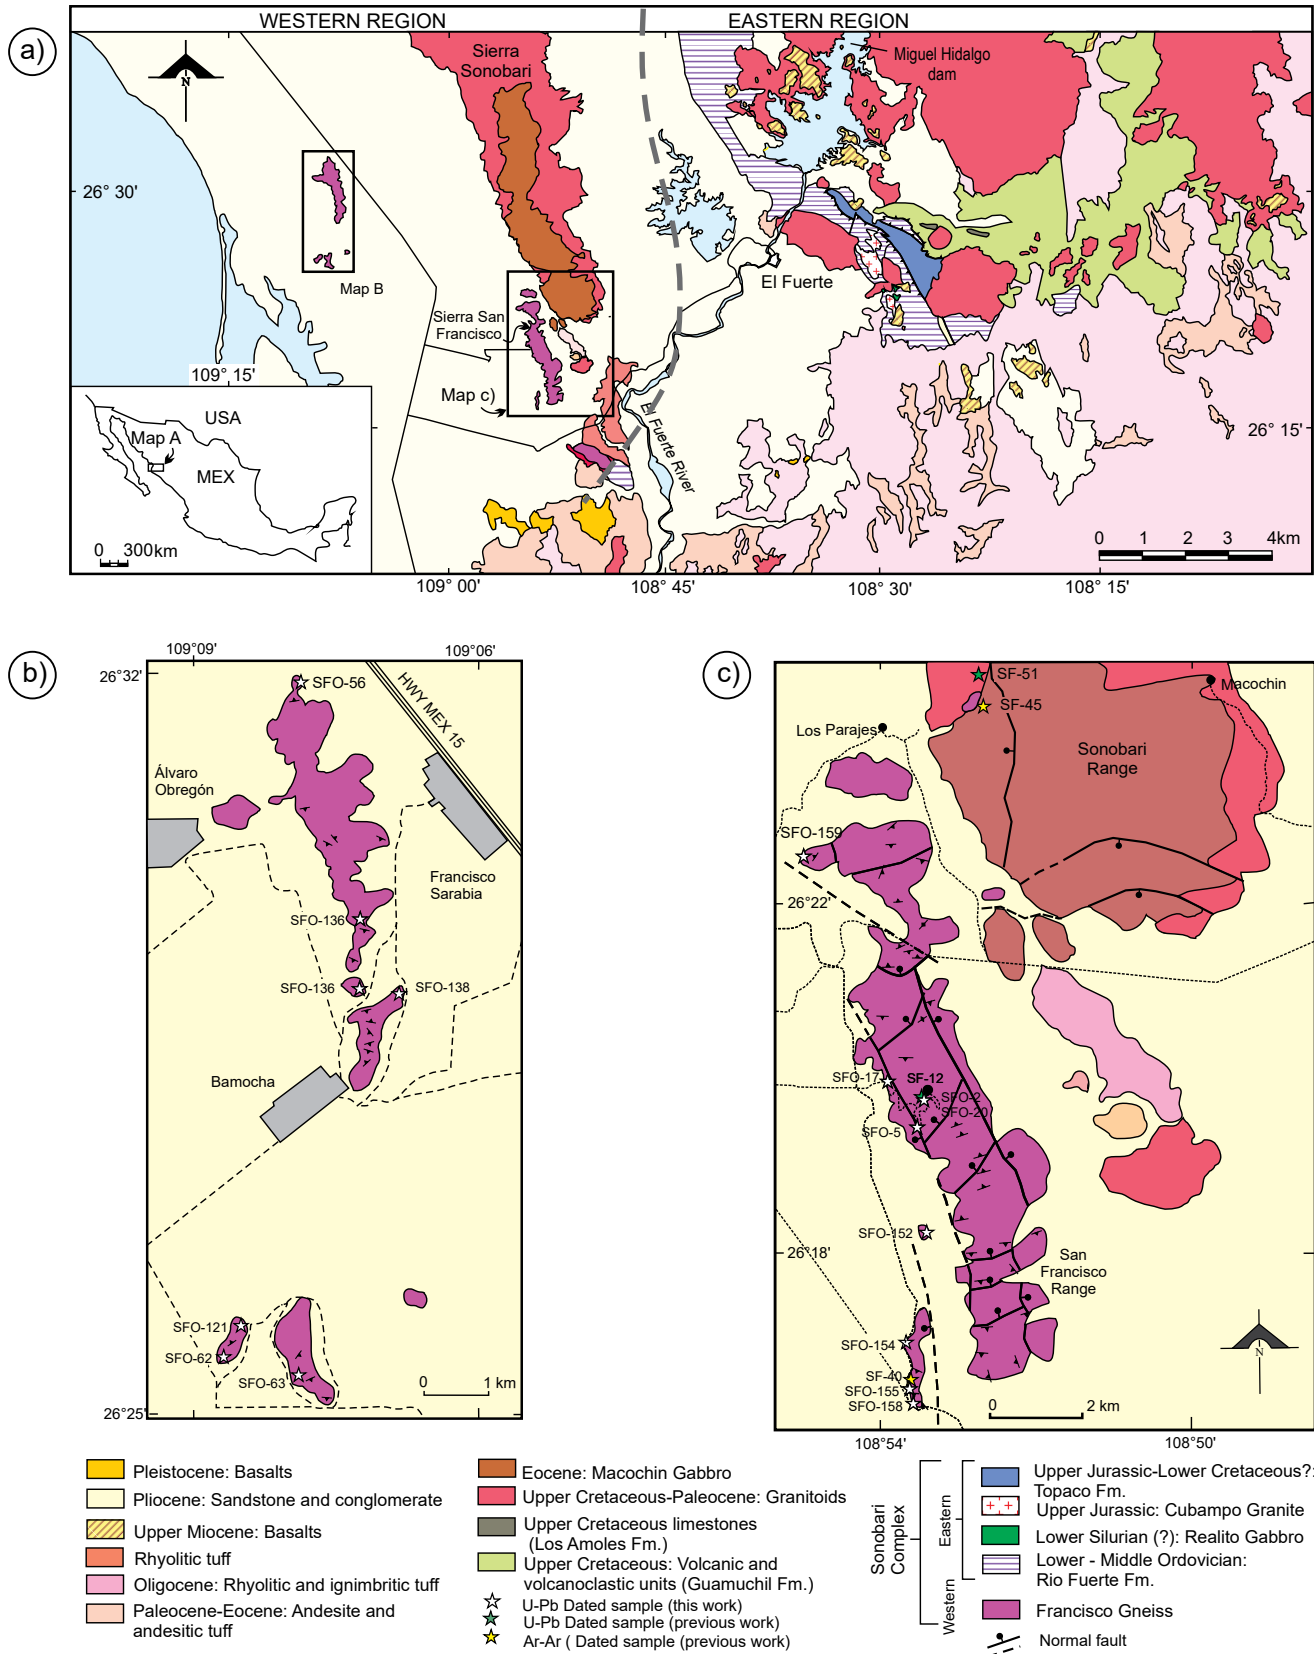 WESTERN REGION
EASTERN REGION
a)
Sierra
Sonobari
Miguel Hidalgo
dam
N
26° 30'
Map B
El Fuerte
Sierra San
Francisco
109° 15'
Map c)
El Fuerte River
26° 15'
USA
Map A
MEX
0 300km
0 1 2 3 4km
109° 00'
108° 45'
108° 30'
108° 15'
b)
109°09'
109°06'
26°32'
SFO-56
HWY MEX 15
Álvaro
Obregón
Francisco
Sarabia
SFO-136
SFO-136
SFO-138
Bamocha
SFO-121
SFO-62
SFO-63
0 1 km
26°25'
c)
SF-51
Macochin
SF-45
Los Parajes
Sonobari
Range
SFO-159
26°22'
SFO-17
SF-12
SFO-2
SFO-20
SFO-5
SFO-152
26°18'
San
Francisco
Range
SFO-154
N
SF-40
SFO-155
SFO-158
0 2 km
108°54'
108°50'
Pleistocene: Basalts
Pliocene: Sandstone and conglomerate
Upper Miocene: Basalts
Rhyolitic tuff
Oligocene: Rhyolitic and ignimbritic tuff
Paleocene-Eocene: Andesite and
andesitic tuff
Eocene: Macochin Gabbro
Upper Cretaceous-Paleocene: Granitoids
Upper Cretaceous limestones
(Los Amoles Fm.)
Upper Cretaceous: Volcanic and
volcanoclastic units (Guamuchil Fm.)
U-Pb Dated sample (this work)
U-Pb Dated sample (previous work)
Ar-Ar ( Dated sample (previous work)
Sonobari
Complex
Eastern
Western
Upper Jurassic-Lower Cretaceous?:
Topaco Fm.
Upper Jurassic: Cubampo Granite
Lower Silurian (?): Realito Gabbro
Lower - Middle Ordovician:
Rio Fuerte Fm.
Francisco Gneiss
Normal fault